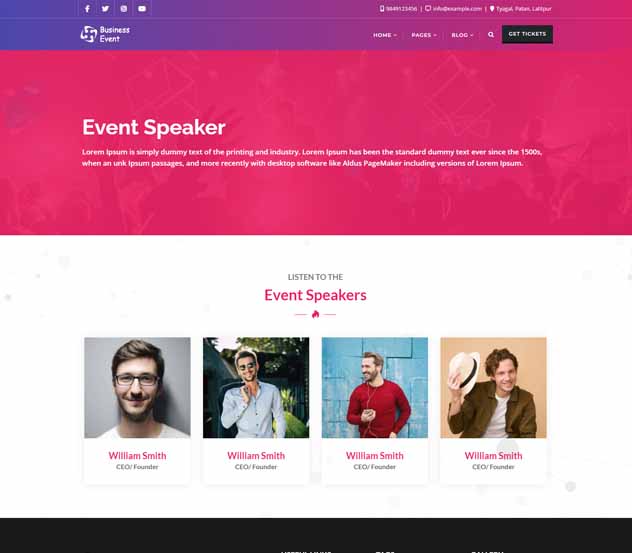 9849123456 | info@example.com | Tyagal, Patan, Lalitpur
Business
Event
HOME
PAGES
BLOG
GET TICKETS
Event Speaker
Lorem Ipsum is simply dummy text of the printing and industry. Lorem Ipsum has been the standard dummy text ever since the 1500s,
when an unk Ipsum passages, and more recently with desktop software like Aldus PageMaker including versions of Lorem Ipsum.
LISTEN TO THE
Event Speakers
William Smith
CEO/ Founder
William Smith
CEO/ Founder
William Smith
CEO/ Founder
William Smith
CEO/ Founder